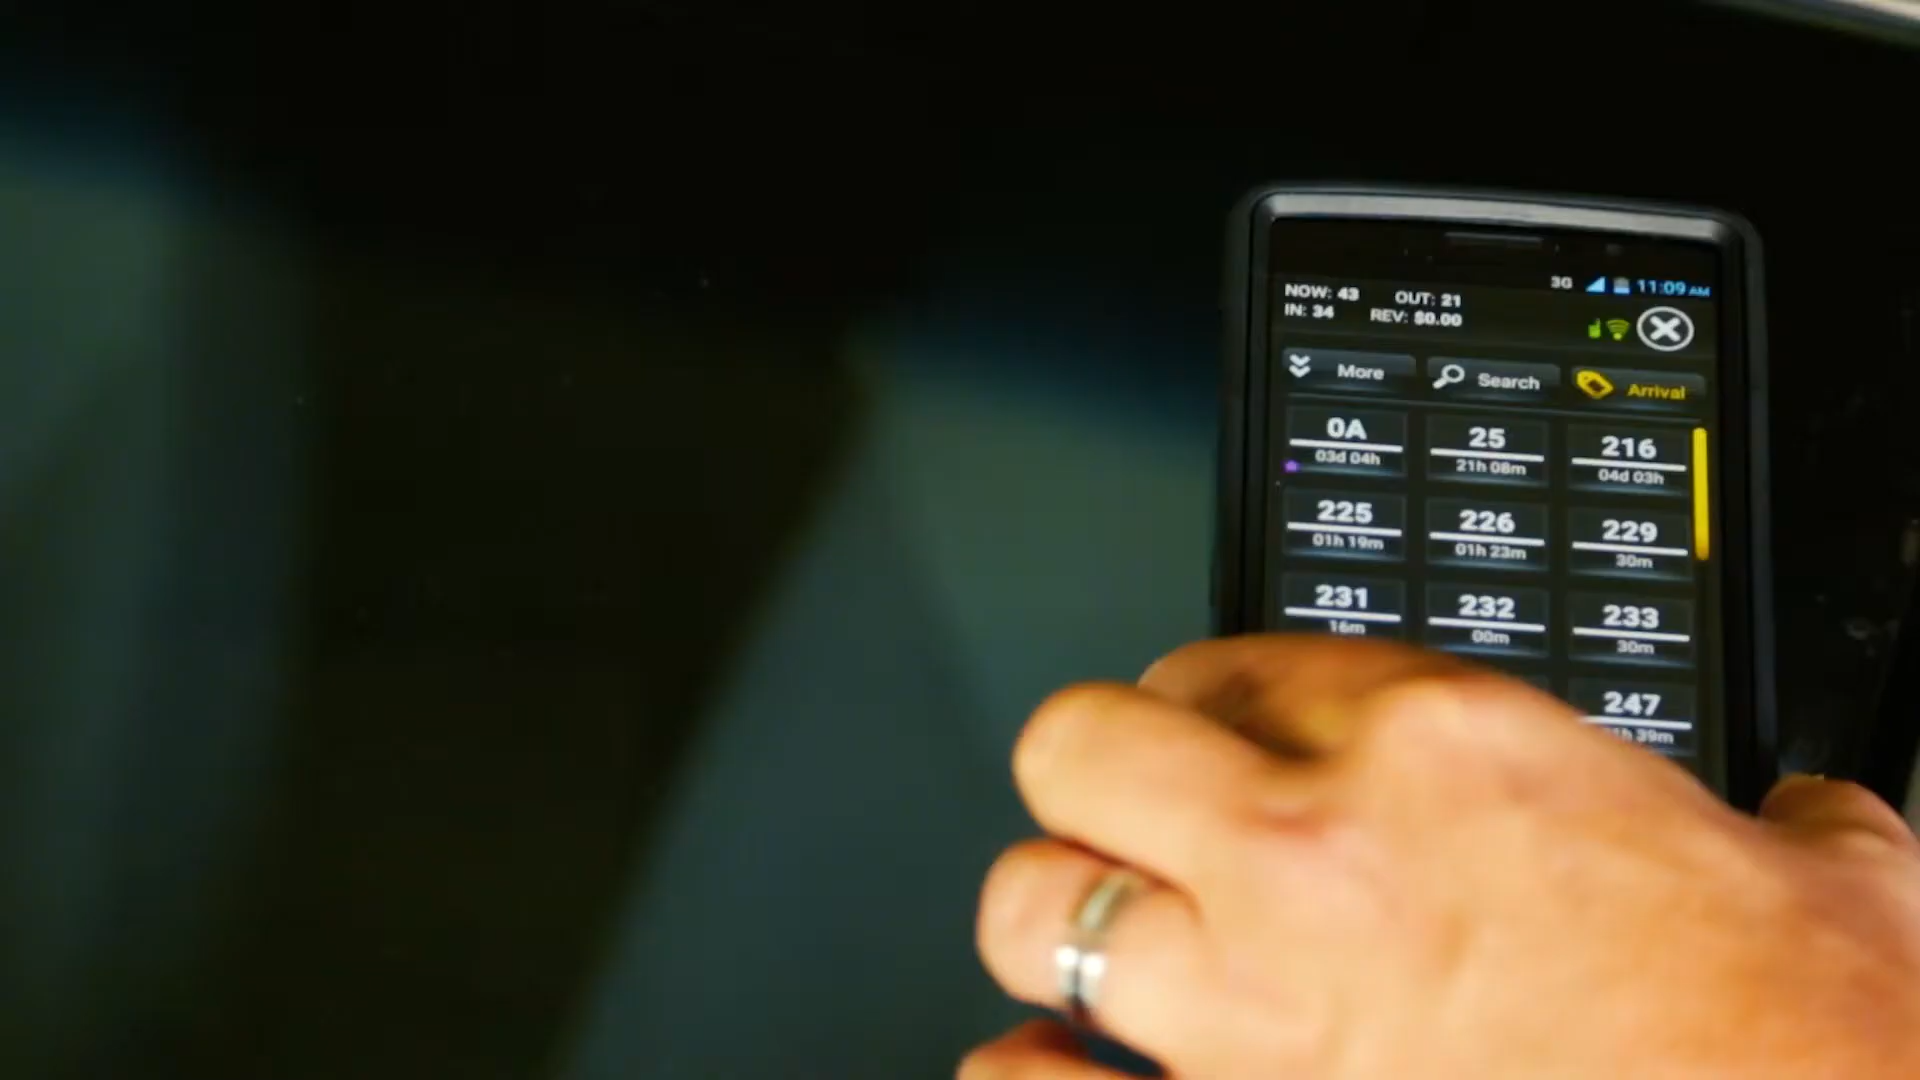 3G 11:09 AM
NOW: 43 OUT: 21
IN: 34 REV: $0.00
More Search Arrival
0A 25 216
03d 04h 21h 08m 04d 03h
225 226 229
01h 19m 01h 23m 30m
231 232 233
16m 00m 30m
247
1h 39m